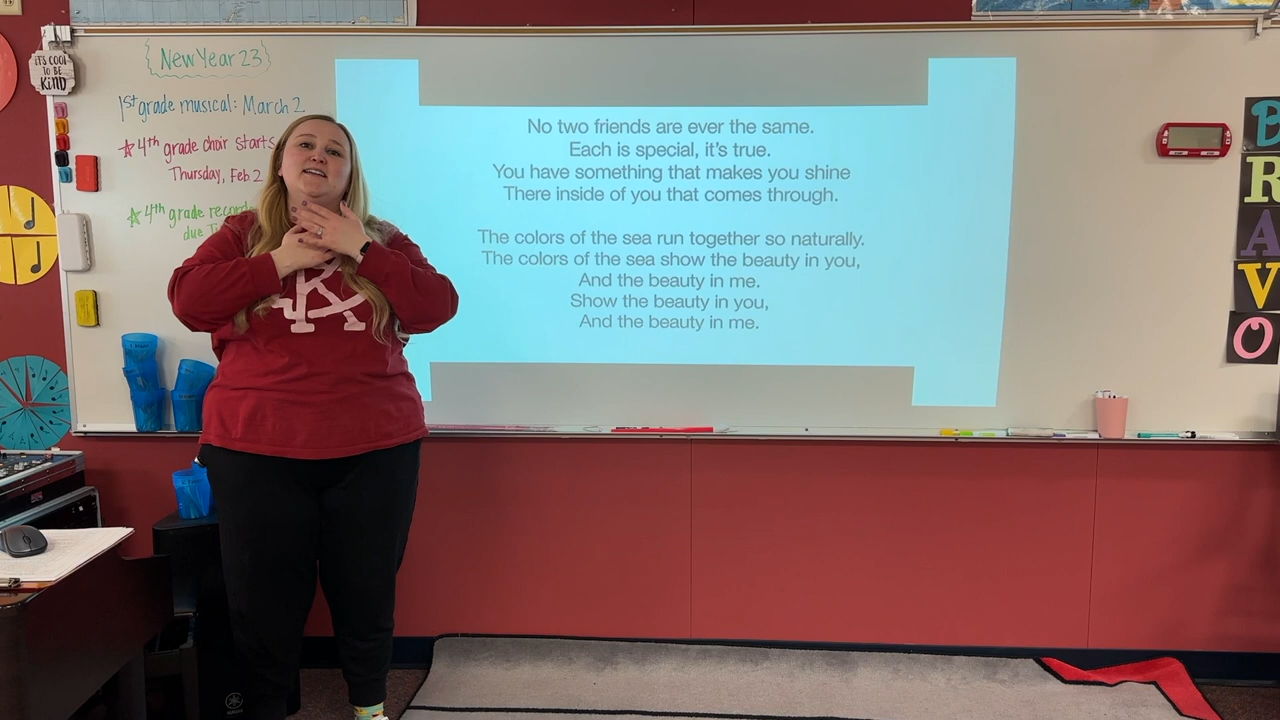 IT'S COOL
TO BE
KIND
New Year 23
1st grade musical: March 2
☆4th grade choir starts
Thursday, Feb 2
☆4th grade
due
No two friends are ever the same.
Each is special, it's true.
You have something that makes you shine
There inside of you that comes through.
The colors of the sea run together so naturally.
The colors of the sea show the beauty in you,
And the beauty in me.
Show the beauty in you,
And the beauty in me.
B
R
A
V
O
KR
YAMAHA